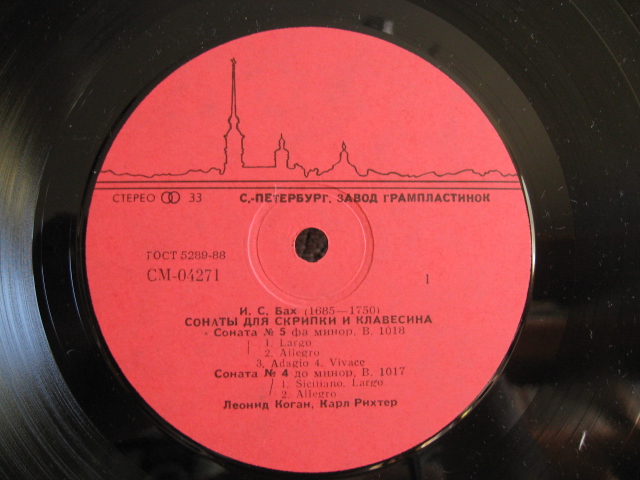 СТЕРЕО 33 С.-ПЕТЕРБУРГ. ЗАВОД ГРАМПЛАСТИНОК
ГОСТ 5289-88
СМ-04271 1
И. С. Бах (1685—1750)
СОНАТЫ ДЛЯ СКРИПКИ И КЛАВЕСИНА
Соната № 5 фа минор, В. 1018
1. Largo
2. Allegro
3. Adagio 4. Vivace
Соната № 4 до минор, В. 1017
1. Siciliano, Largo
2. Allegro
Леонид Коган, Карл Рихтер